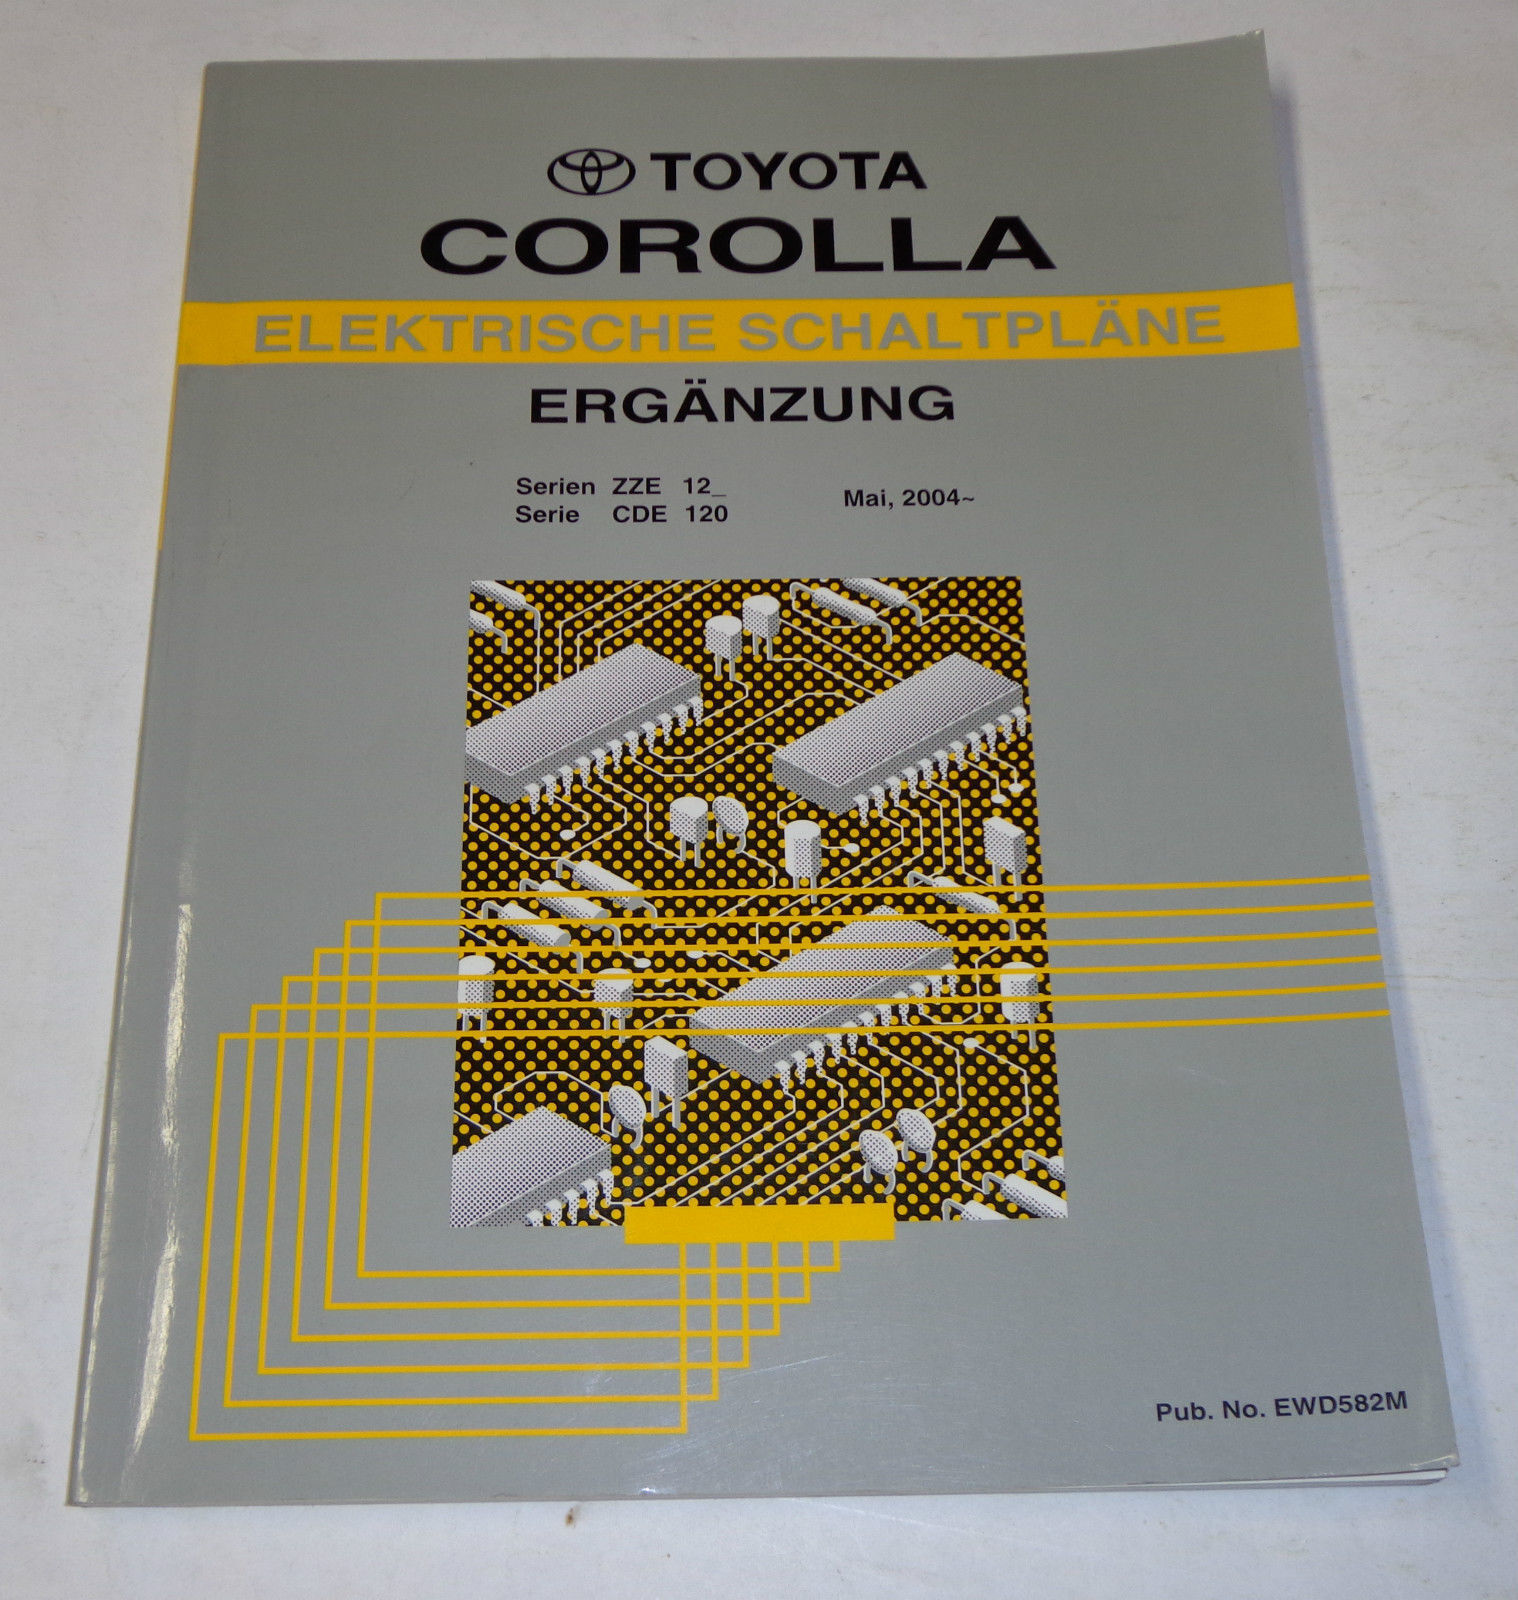 TOYOTA
COROLLA
ELEKTRISCHE SCHALTPLÄNE
ERGÄNZUNG
Serien ZZE 12_
Serie CDE 120
Mai, 2004~
Pub. No. EWD582M